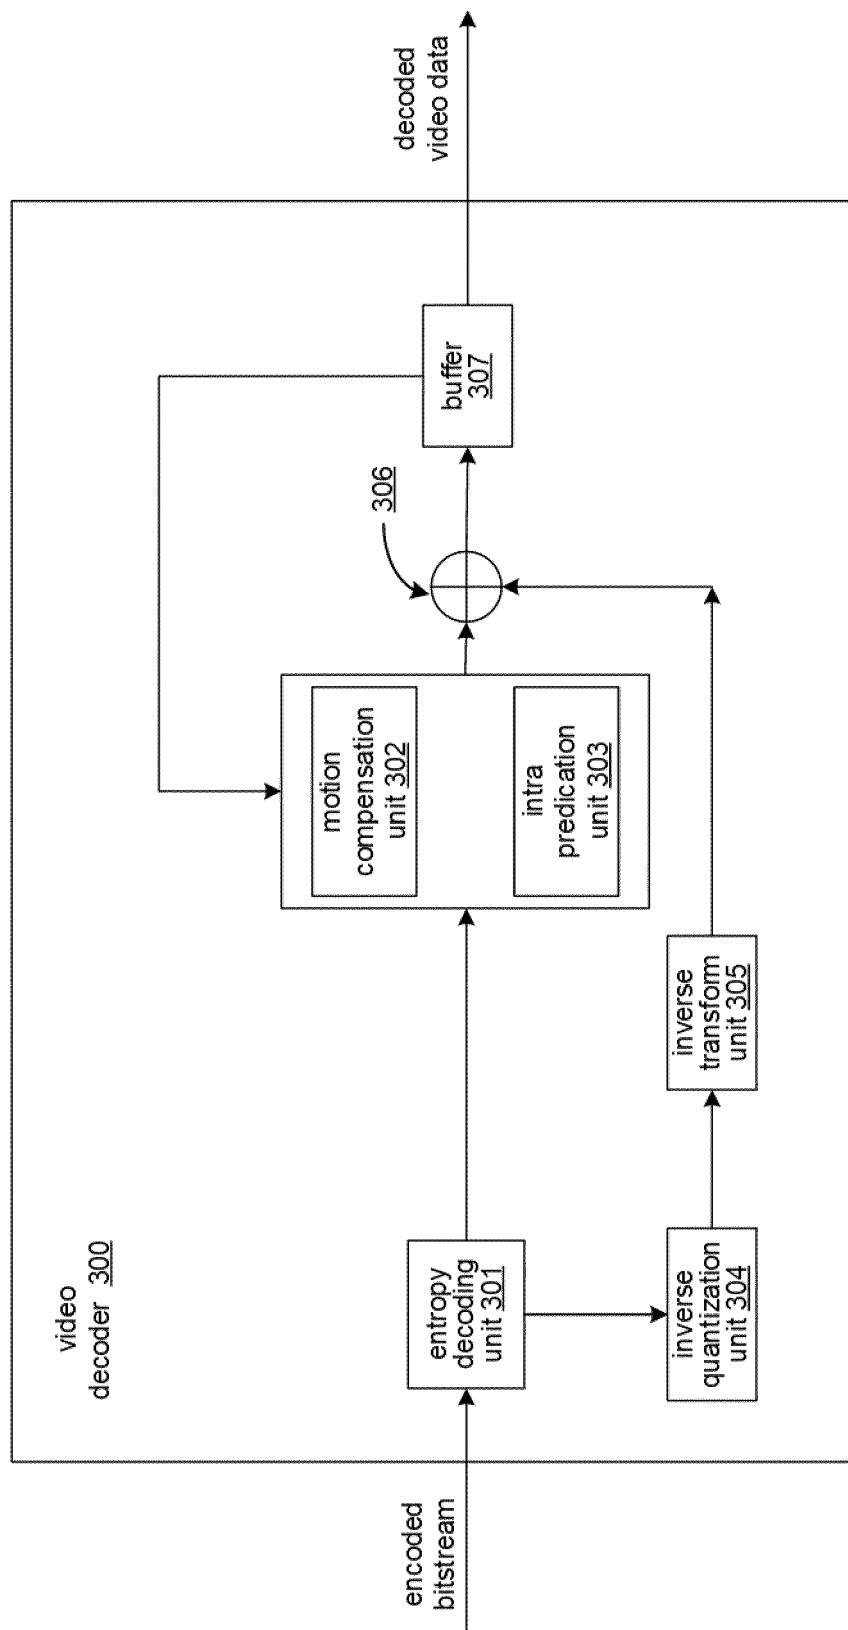 video
decoder 300
encoded
bitstream
entropy
decoding
unit 301
inverse
quantization
unit 304
inverse
transform
unit 305
motion
compensation
unit 302
intra
predication
unit 303
306
buffer
307
decoded
video data